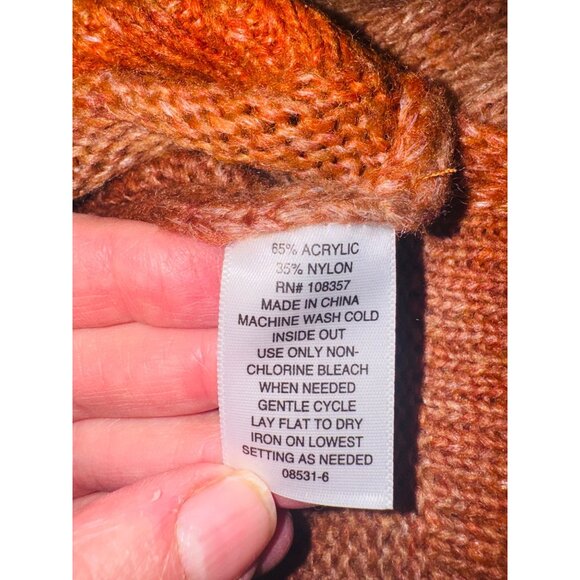 65% ACRYLIC
35% NYLON
RN# 108357
MADE IN CHINA
MACHINE WASH COLD
INSIDE OUT
USE ONLY NON-
CHLORINE BLEACH
WHEN NEEDED
GENTLE CYCLE
LAY FLAT TO DRY
IRON ON LOWEST
SETTING AS NEEDED
08531-6